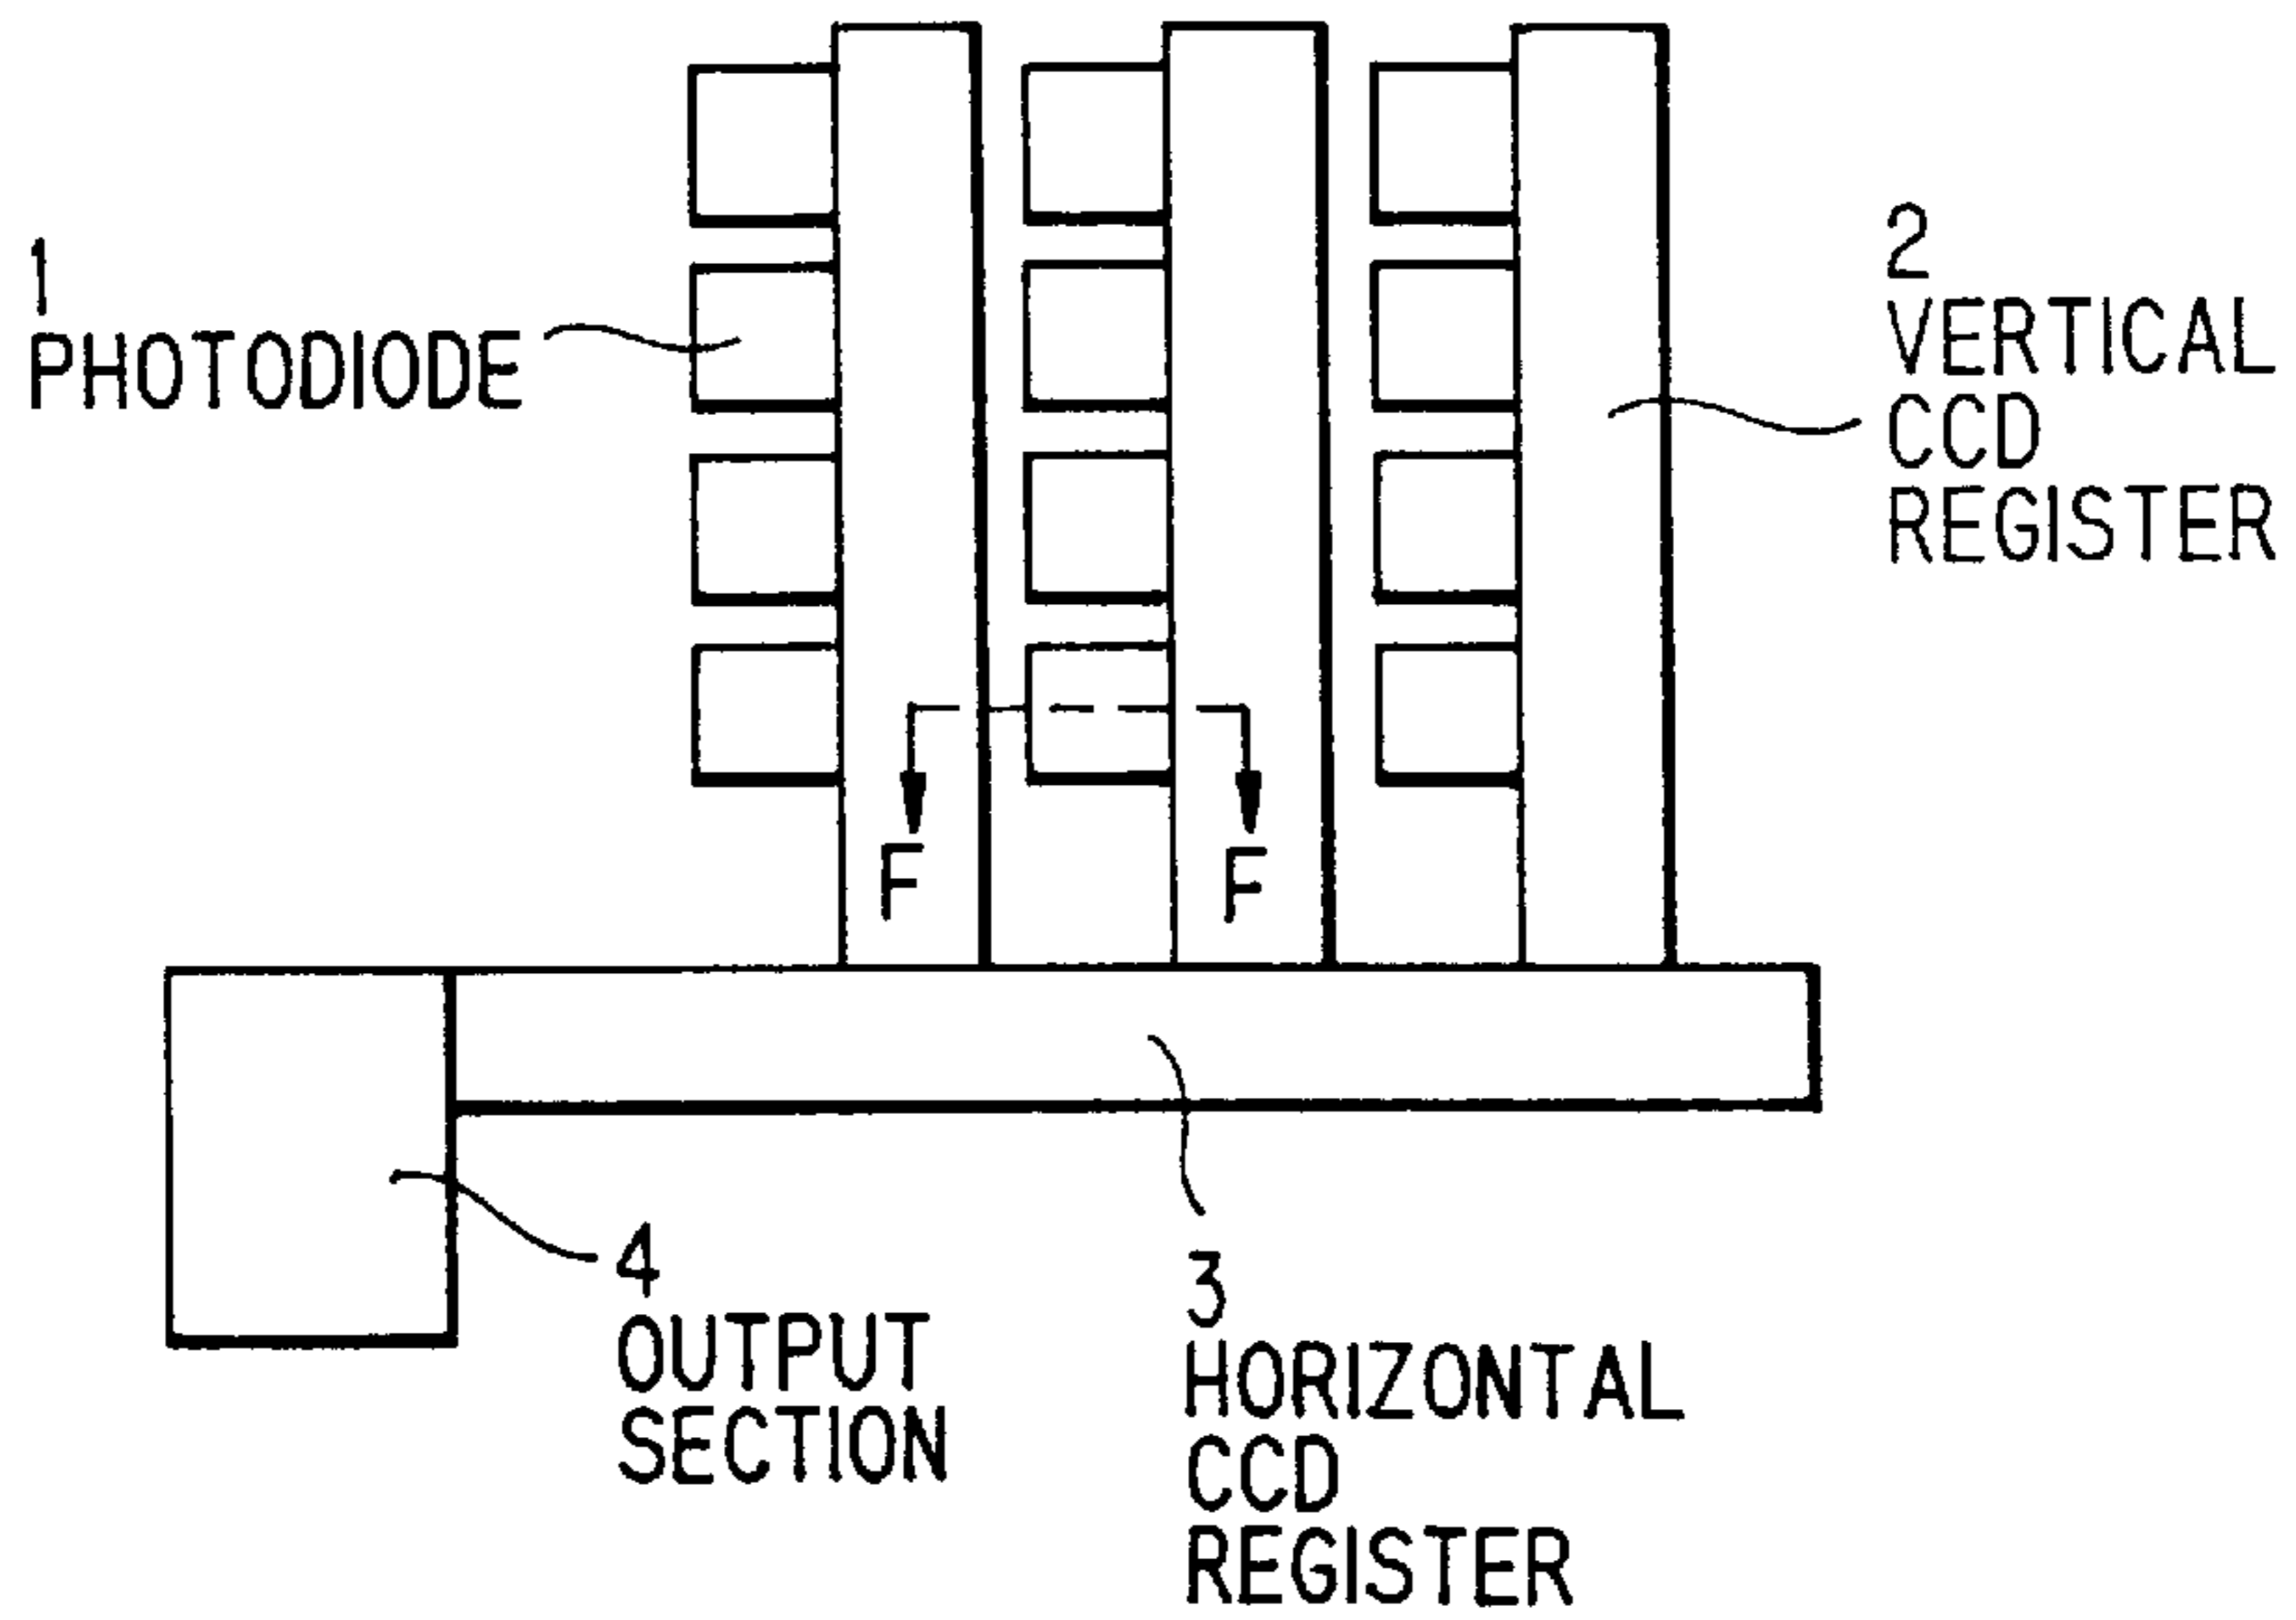 1
PHOTODIODE
2
VERTICAL
CCD
REGISTER
F F
4
OUTPUT
SECTION
3
HORIZONTAL
CCD
REGISTER